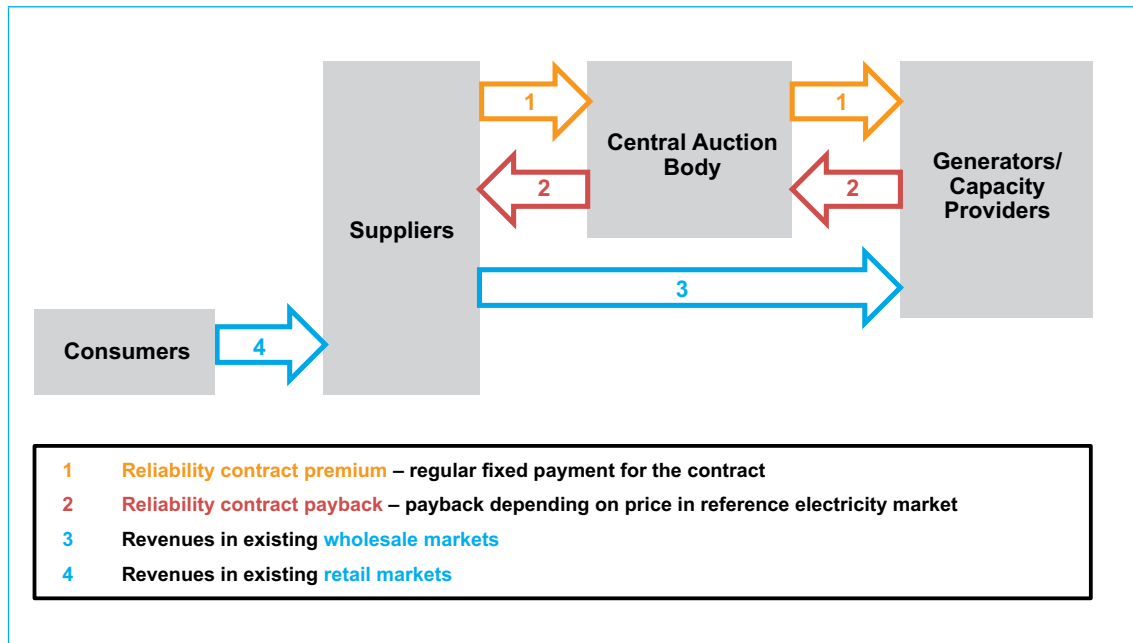 1
1
Central Auction
Body
Generators/
Capacity
Providers
2
2
Suppliers
3
Consumers
4
1 Reliability contract premium – regular fixed payment for the contract
2 Reliability contract payback – payback depending on price in reference electricity market
3 Revenues in existing wholesale markets
4 Revenues in existing retail markets